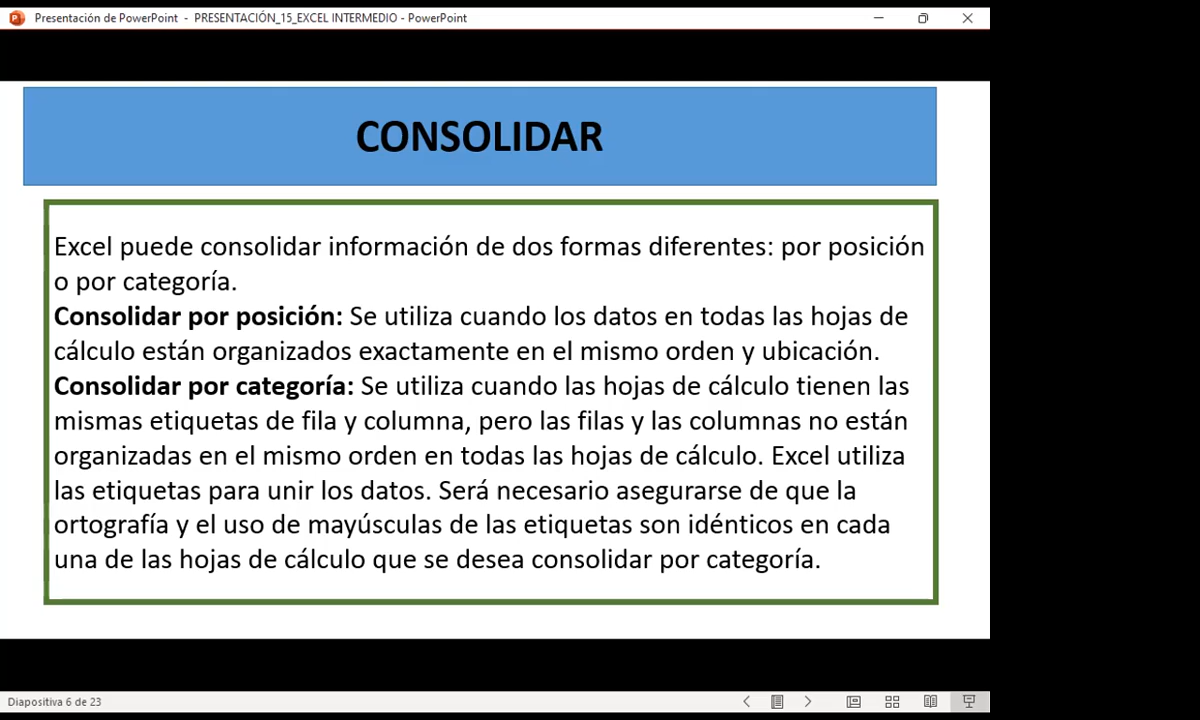 Presentación de PowerPoint - PRESENTACIÓN_15_EXCEL INTERMEDIO - PowerPoint
CONSOLIDAR
Excel puede consolidar información de dos formas diferentes: por posición
o por categoría.
Consolidar por posición: Se utiliza cuando los datos en todas las hojas de
cálculo están organizados exactamente en el mismo orden y ubicación.
Consolidar por categoría: Se utiliza cuando las hojas de cálculo tienen las
mismas etiquetas de fila y columna, pero las filas y las columnas no están
organizadas en el mismo orden en todas las hojas de cálculo. Excel utiliza
las etiquetas para unir los datos. Será necesario asegurarse de que la
ortografía y el uso de mayúsculas de las etiquetas son idénticos en cada
una de las hojas de cálculo que se desea consolidar por categoría.
Diapositiva 6 de 23